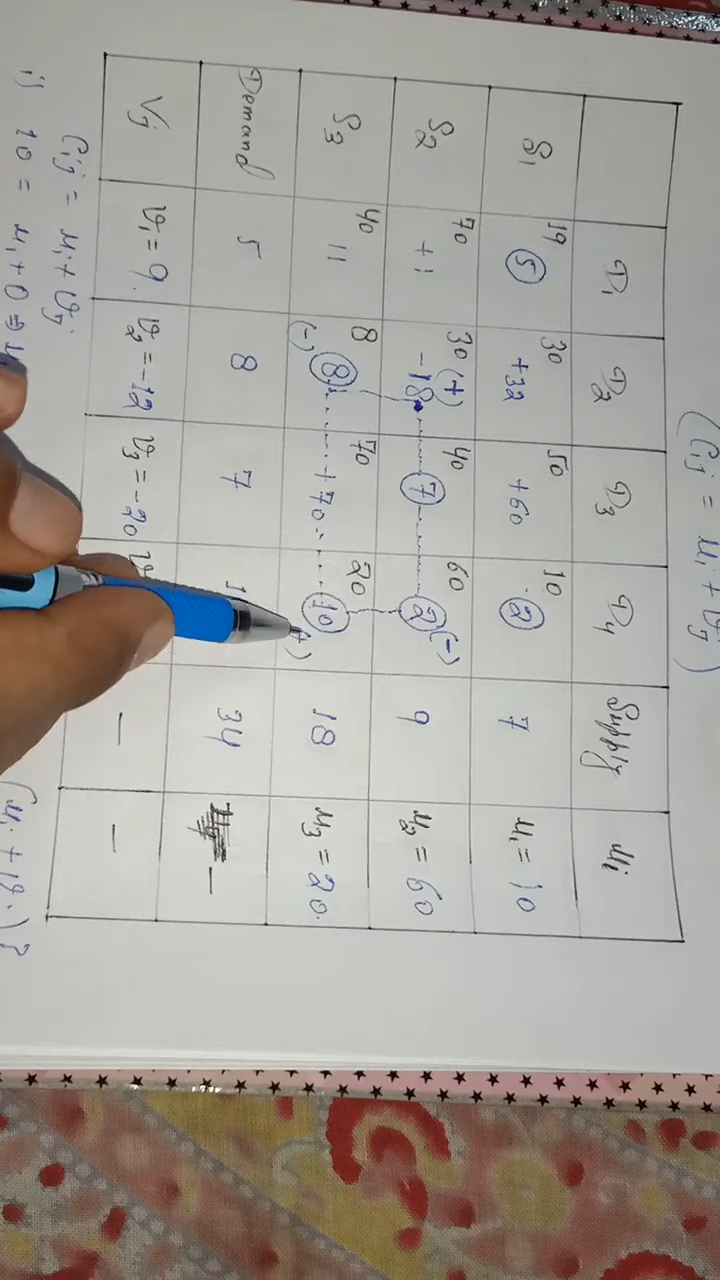 (Cij = ui + vj)
D1 D2 D3 D4 Supply ui
S1 19 (5) 30 +32 50 +60 10 (2) 7 u1 = 10
S2 70 +1 30 (+) -18 40 (7) 60 (2) (-) 9 u2 = 60
S3 40 11 8 (8) (-) 70 +70 20 (10) 18 u3 = 20.
Demand 5 8 7 34 -
Vj v1 = 9. v2 = -12 v3 = -20 - -
Cij = ui + vj
i) 10 = u1 + 0 ⇒